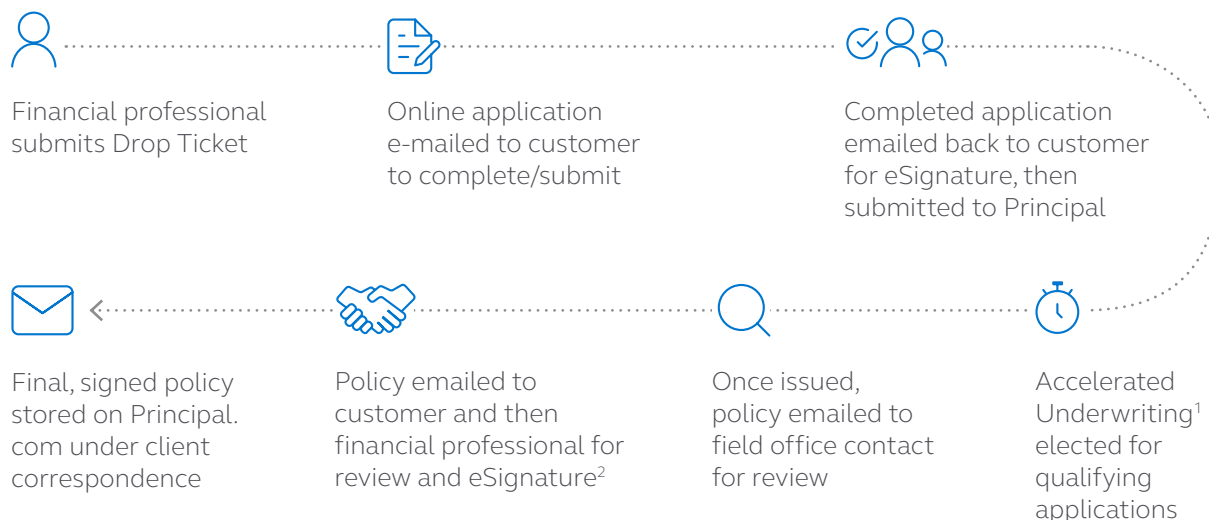 Financial professional
submits Drop Ticket
Online application
e-mailed to customer
to complete/submit
Completed application
emailed back to customer
for eSignature, then
submitted to Principal
Accelerated
Underwriting¹
elected for
qualifying
applications
Once issued,
policy emailed to
field office contact
for review
Policy emailed to
customer and then
financial professional for
review and eSignature²
Final, signed policy
stored on Principal.
com under client
correspondence